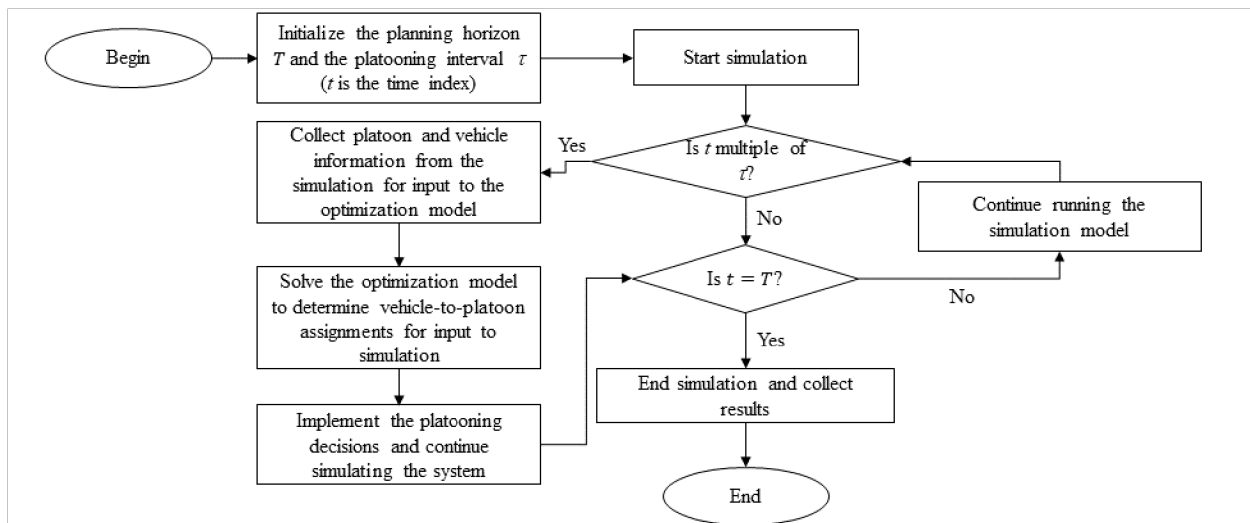 Begin
Initialize the planning horizon
T and the platooning interval τ
(t is the time index)
Start simulation
Collect platoon and vehicle
information from the
simulation for input to the
optimization model
Yes
Is t multiple of
τ?
Continue running the
simulation model
No
Solve the optimization model
to determine vehicle-to-platoon
assignments for input to
simulation
Is t = T?
No
Yes
End simulation and collect
results
Implement the platooning
decisions and continue
simulating the system
End